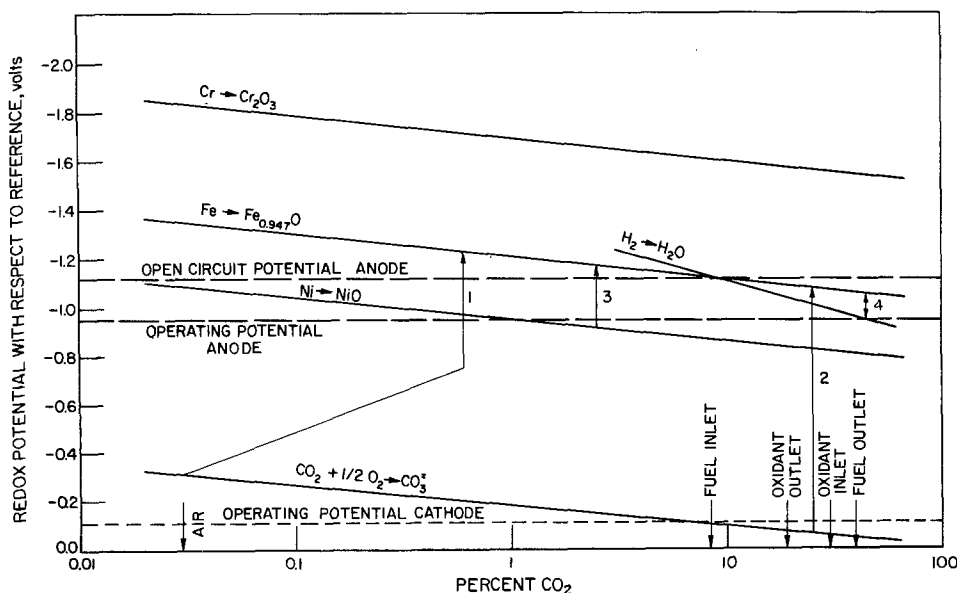 REDOX POTENTIAL WITH RESPECT TO REFERENCE, volts
-2.0
-1.8
-1.6
-1.4
-1.2
-1.0
-0.8
-0.6
-0.4
-02
0.0
Cr → Cr2O3
Fe → Fe0.947O
H2 → H2O
OPEN CIRCUIT POTENTIAL ANODE
Ni → NiO
OPERATING POTENTIAL
ANODE
1
3
4
2
CO2 + 1/2 O2 → CO3=
OPERATING POTENTIAL CATHODE
AIR
FUEL INLET
OXIDANT
OUTLET
OXIDANT
INLET
FUEL OUTLET
0.01
0.1
1
10
100
PERCENT CO2